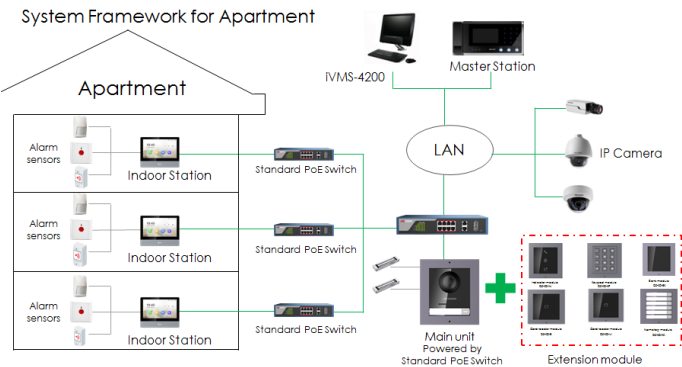 System Framework for Apartment
iVMS-4200
Master Station
Apartment
LAN
IP Camera
Alarm
sensors
Indoor Station
Standard PoE Switch
Alarm
sensors
Indoor Station
Standard PoE Switch
Alarm
sensors
Indoor Station
Standard PoE Switch
Main unit
Powered by
Standard PoE Switch
Extension module